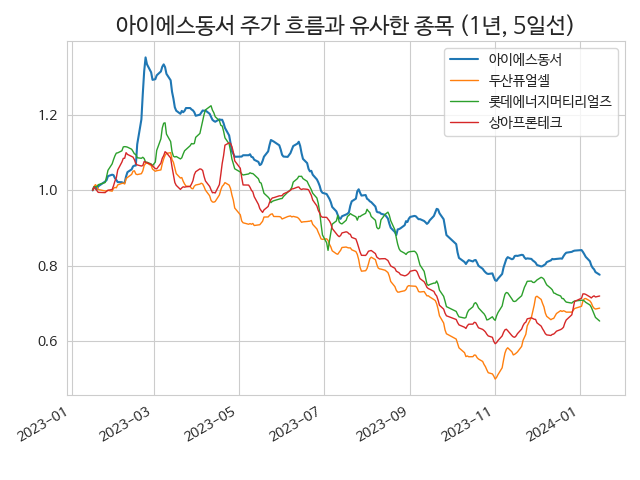 아이에스동서 주가 흐름과 유사한 종목 (1년, 5일선)
아이에스동서
두산퓨얼셀
롯데에너지머티리얼즈
상아프론테크
1.2
1.0
0.8
0.6
2023-01
2023-03
2023-05
2023-07
2023-09
2023-11
2024-01